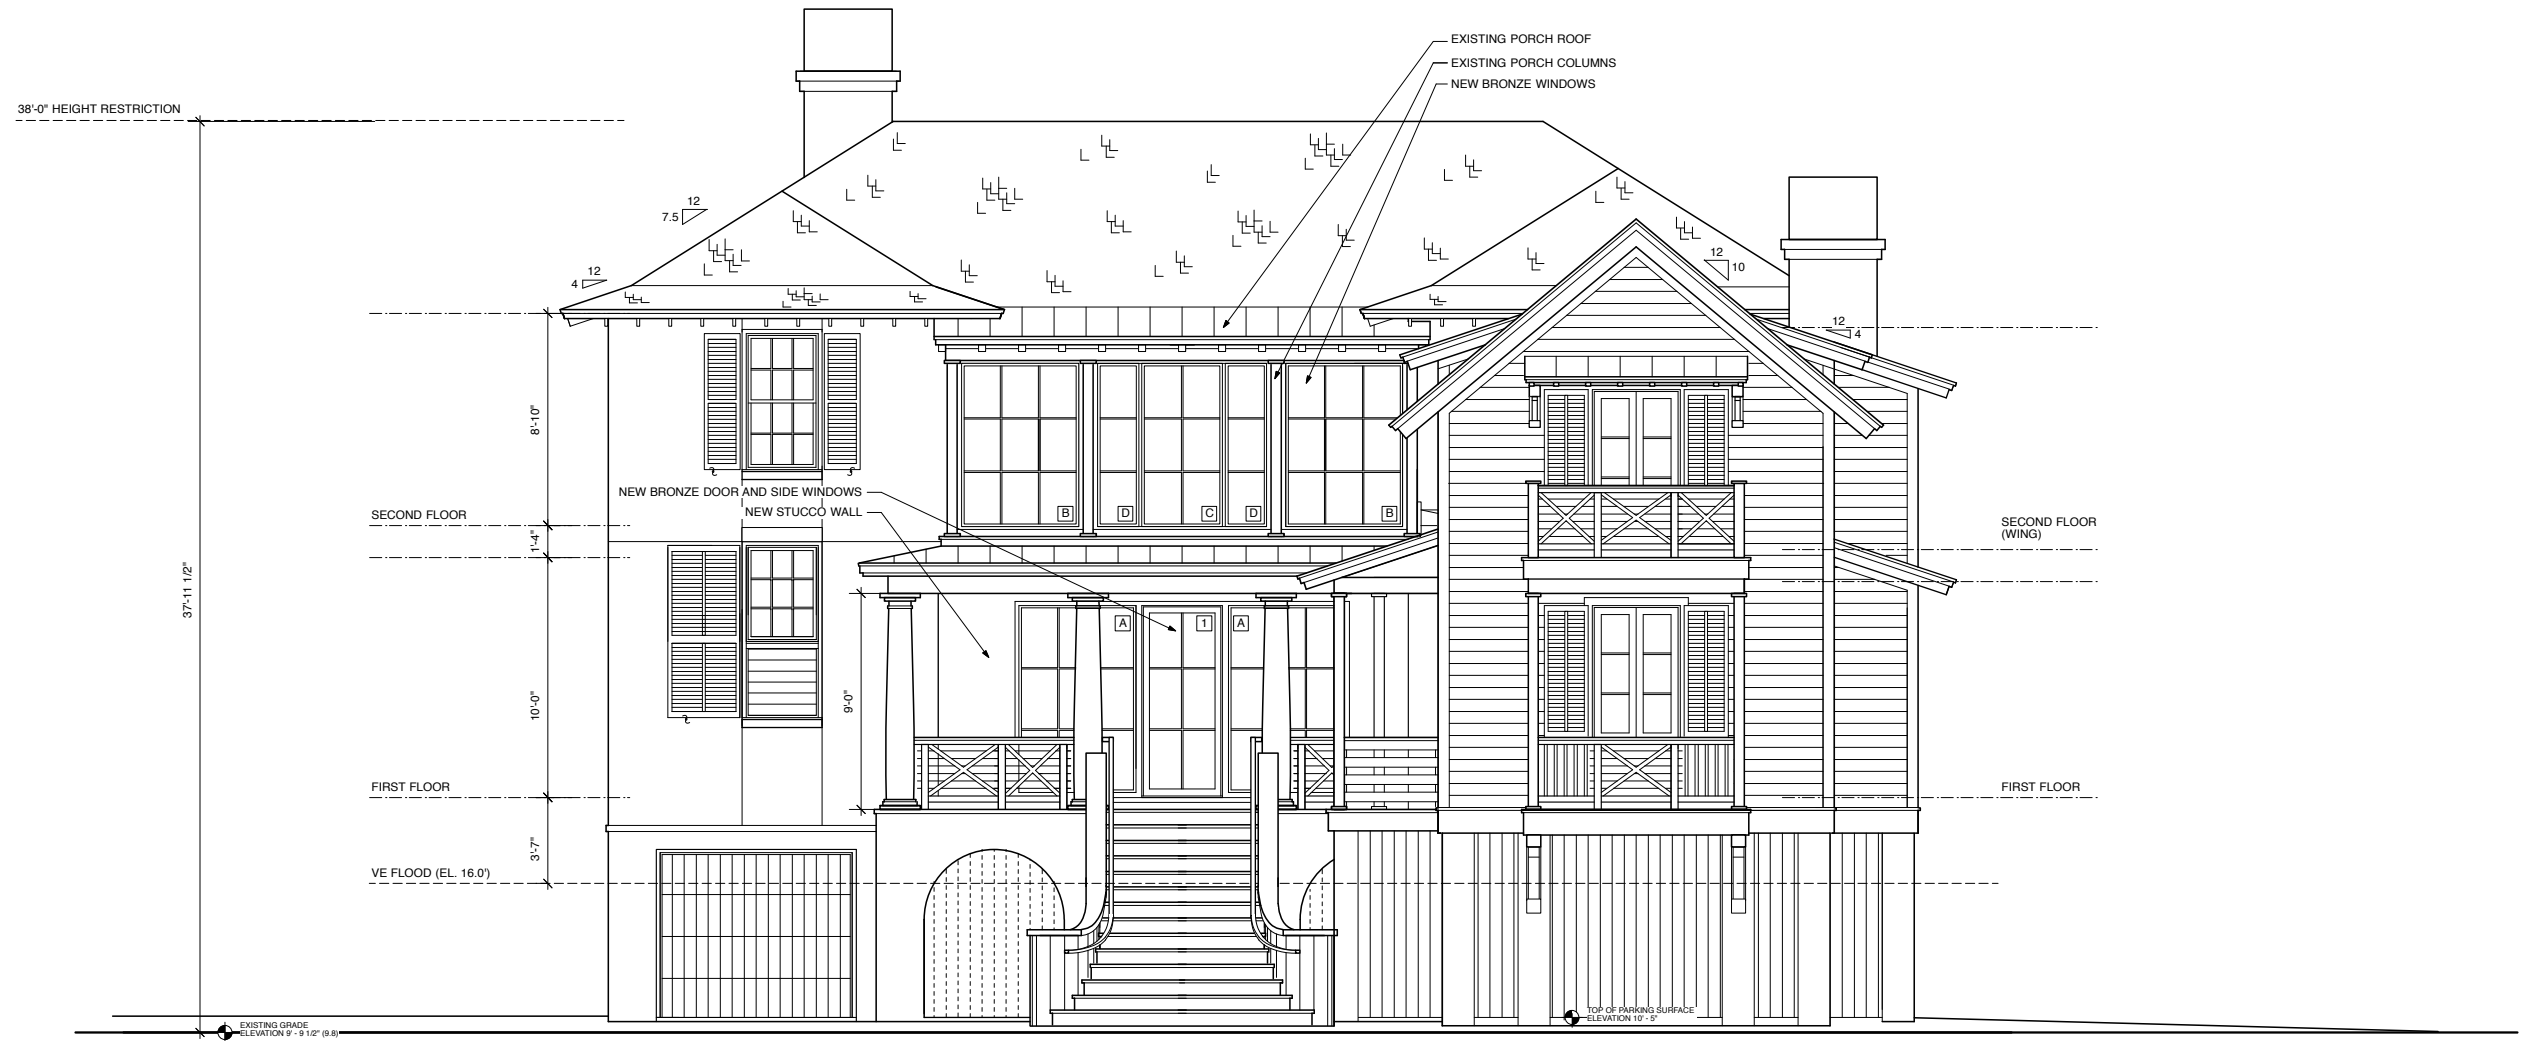 EXISTING PORCH ROOF
EXISTING PORCH COLUMNS
NEW BRONZE WINDOWS
38'-0" HEIGHT RESTRICTION
12
7.5
12
4
12
10
12
4
8'-10"
NEW BRONZE DOOR AND SIDE WINDOWS
NEW STUCCO WALL
B
D
C
D
B
SECOND FLOOR
SECOND FLOOR
(WING)
1'-4"
37'-11 1/2"
A
1
A
10'-0"
9'-0"
FIRST FLOOR
FIRST FLOOR
3'-7"
VE FLOOD (EL. 16.0')
EXISTING GRADE
ELEVATION 9' - 9 1/2" (9.8)
TOP OF PARKING SURFACE
ELEVATION 10' - 5"